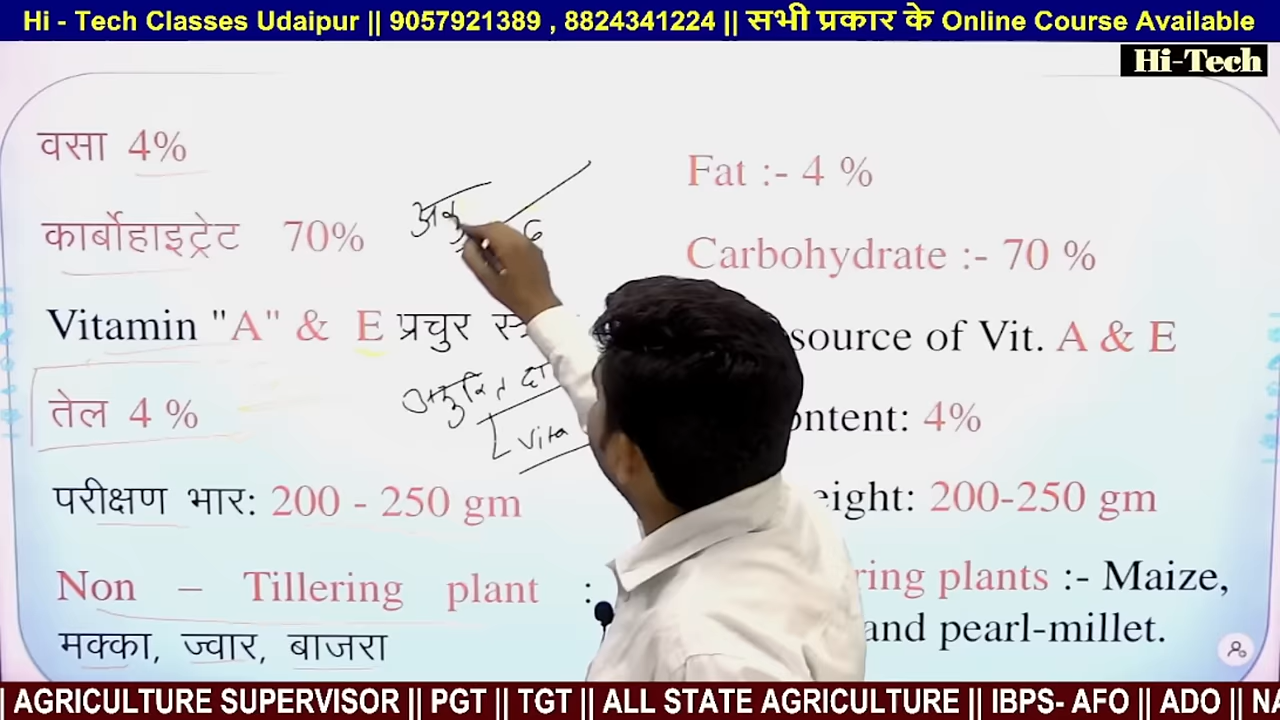 Hi - Tech Classes Udaipur || 9057921389 , 8824341224 || सभी प्रकार के Online Course Available
Hi-Tech
वसा 4%
कार्बोहाइट्रेट 70%
Vitamin "A" & E प्रचुर
तेल 4 %
परीक्षण भार: 200 - 250 gm
Non – Tillering plant :
मक्का, ज्वार, बाजरा
अंकुरित
Vita
Fat :- 4 %
Carbohydrate :- 70 %
source of Vit. A & E
ntent: 4%
eight: 200-250 gm
ring plants :- Maize,
and pearl-millet.
| AGRICULTURE SUPERVISOR || PGT || TGT || ALL STATE AGRICULTURE || IBPS- AFO || ADO || NA